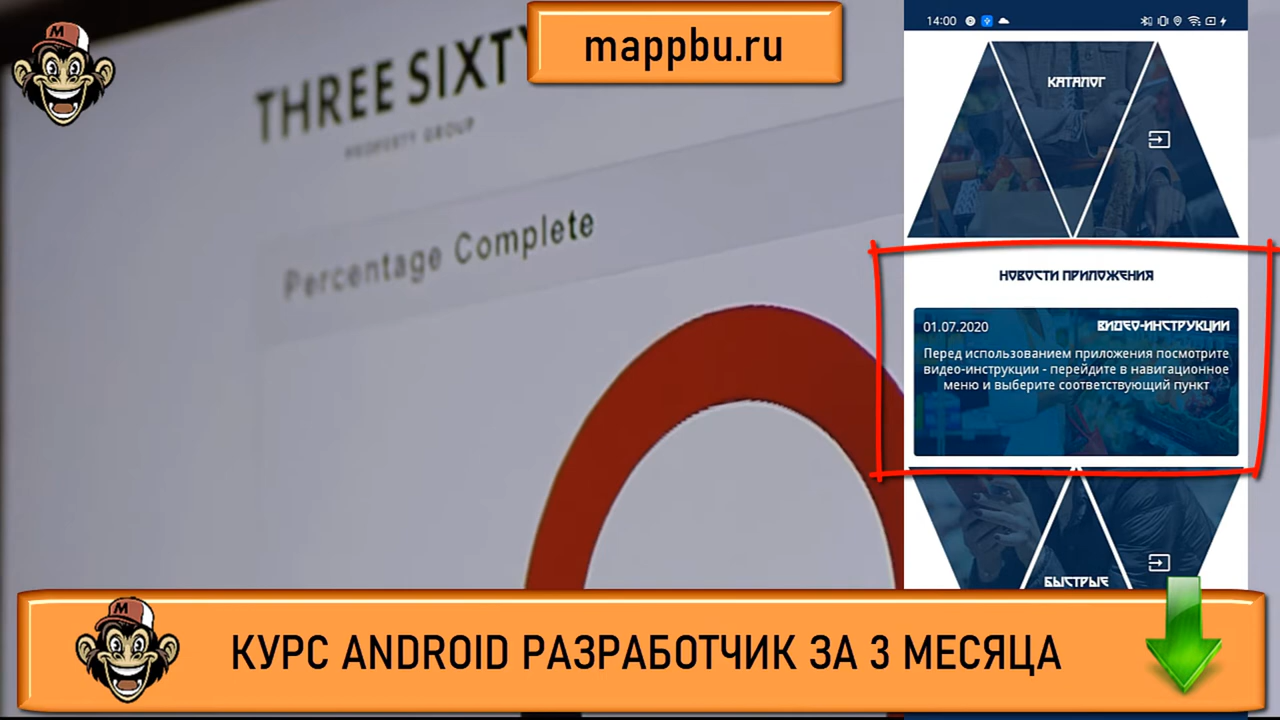 mappbu.ru
THREE SIXTY
PROPERTY GROUP
Percentage Complete
14:00
КАТАЛОГ
НОВОСТИ ПРИЛОЖЕНИЯ
01.07.2020
ВИДЕО-ИНСТРУКЦИИ
Перед использованием приложения посмотрите
видео-инструкции - перейдите в навигационное
меню и выберите соответствующий пункт
БЫСТРЫЕ
M
M
КУРС ANDROID РАЗРАБОТЧИК ЗА 3 МЕСЯЦА